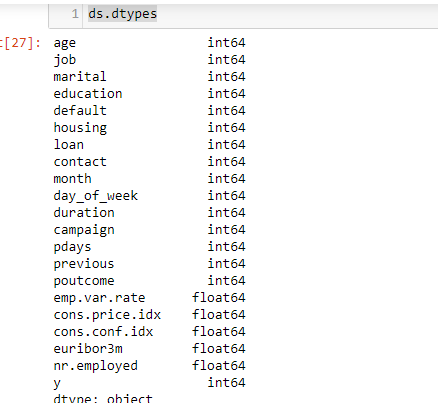 1 ds.dtypes
t[27]: age int64
job int64
marital int64
education int64
default int64
housing int64
loan int64
contact int64
month int64
day_of_week int64
duration int64
campaign int64
pdays int64
previous int64
poutcome int64
emp.var.rate float64
cons.price.idx float64
cons.conf.idx float64
euribor3m float64
nr.employed float64
y int64
dtype: object